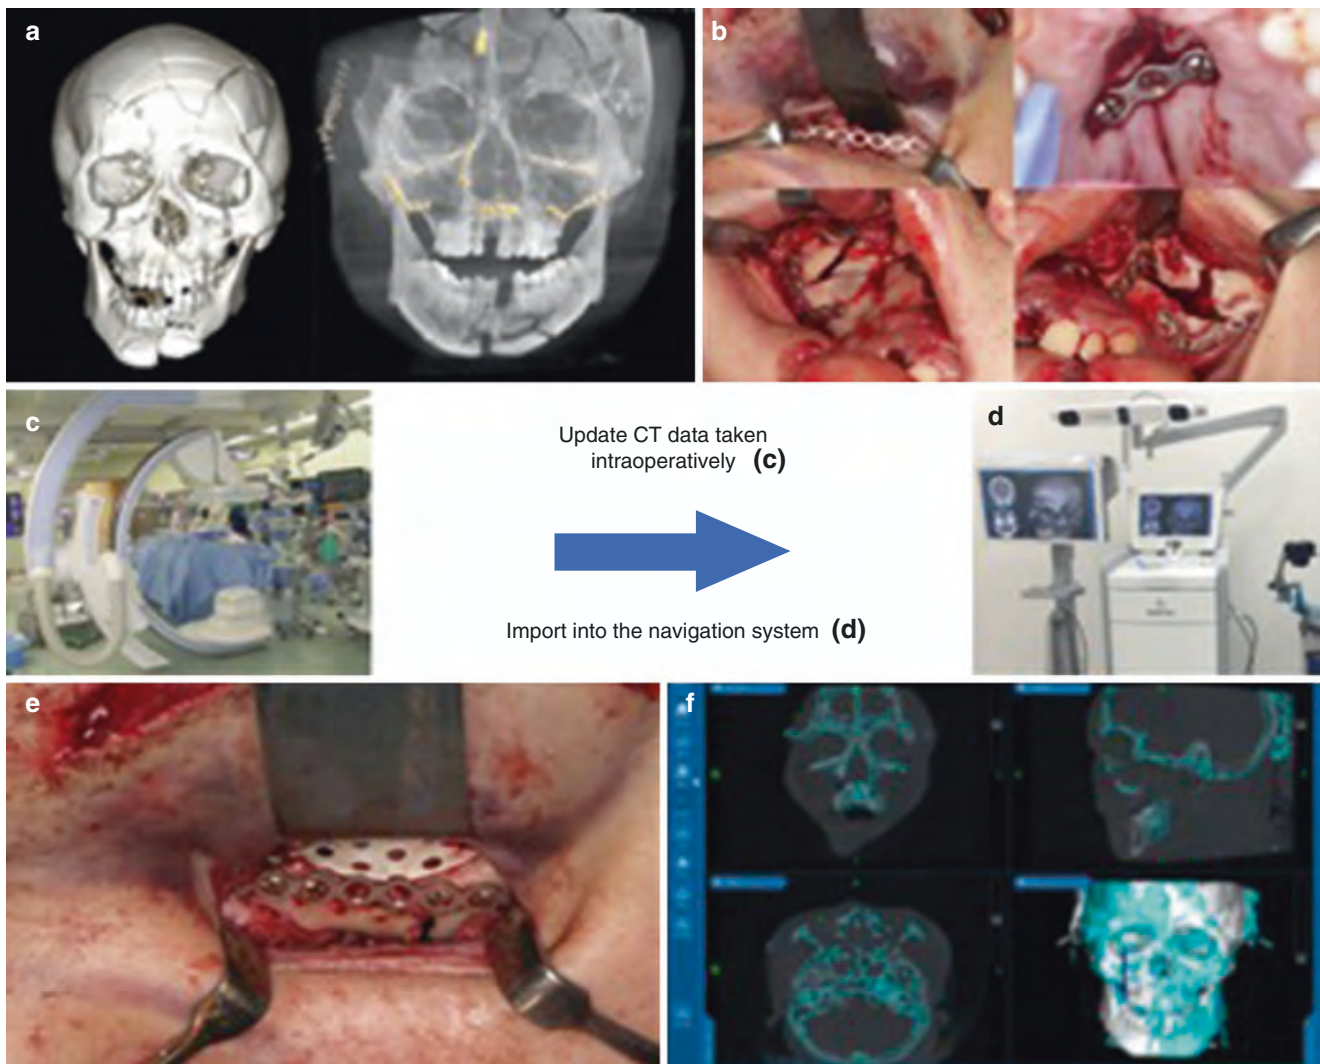 a
b
c
Update CT data taken
intraoperatively (c)
Import into the navigation system (d)
d
e
f